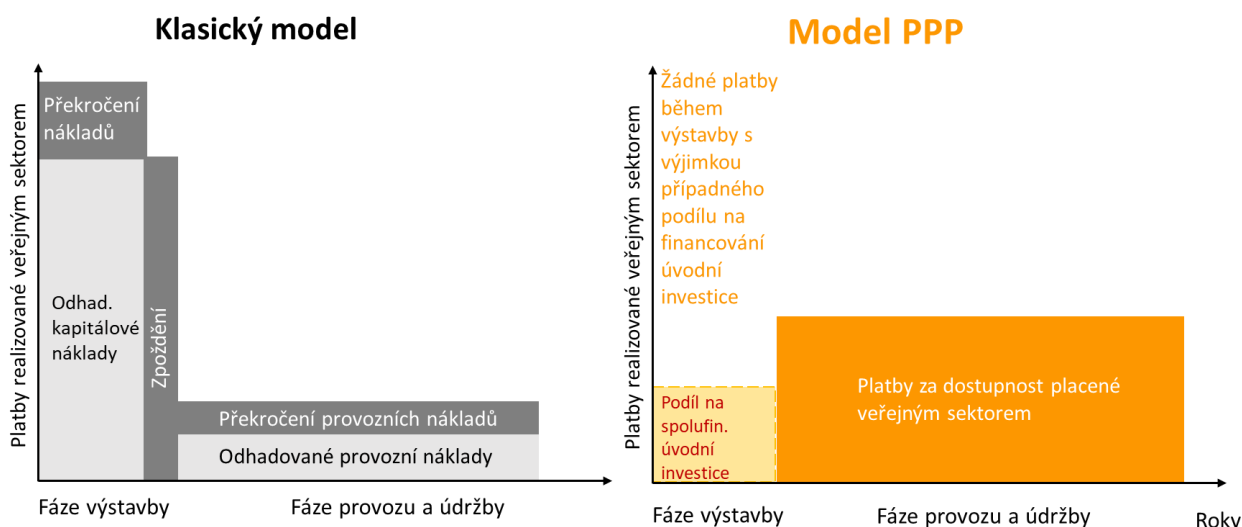 Klasický model
Platby realizované veřejným sektorem
Překročení
nákladů
Odhad.
kapitálové
náklady
Zpoždění
Překročení provozních nákladů
Odhadované provozní náklady
Fáze výstavby
Fáze provozu a údržby
Model PPP
Platby realizované veřejným sektorem
Žádné platby
během
výstavby s
výjimkou
případného
podílu na
financování
úvodní
investice
Podíl na
spolufin.
úvodní
investice
Platby za dostupnost placené
veřejným sektorem
Fáze výstavby
Fáze provozu a údržby
Roky